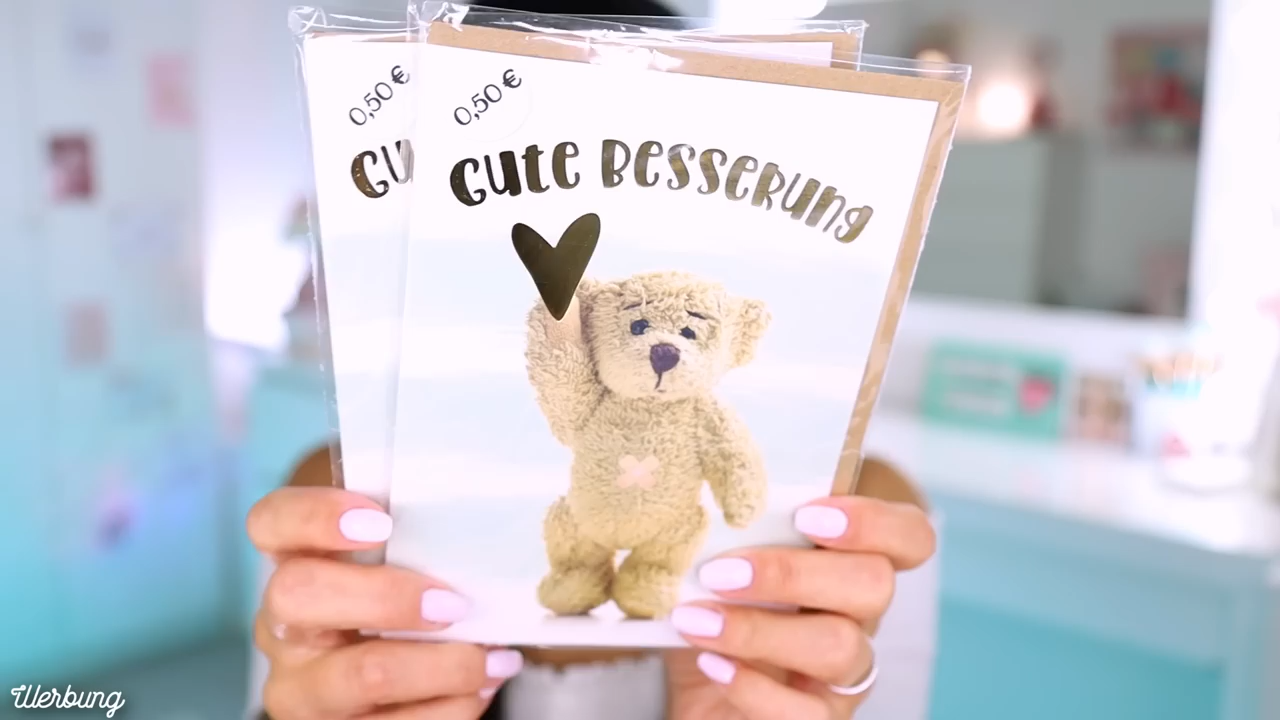 0,50 €
GU
0,50 €
Gute Besserung
Werbung